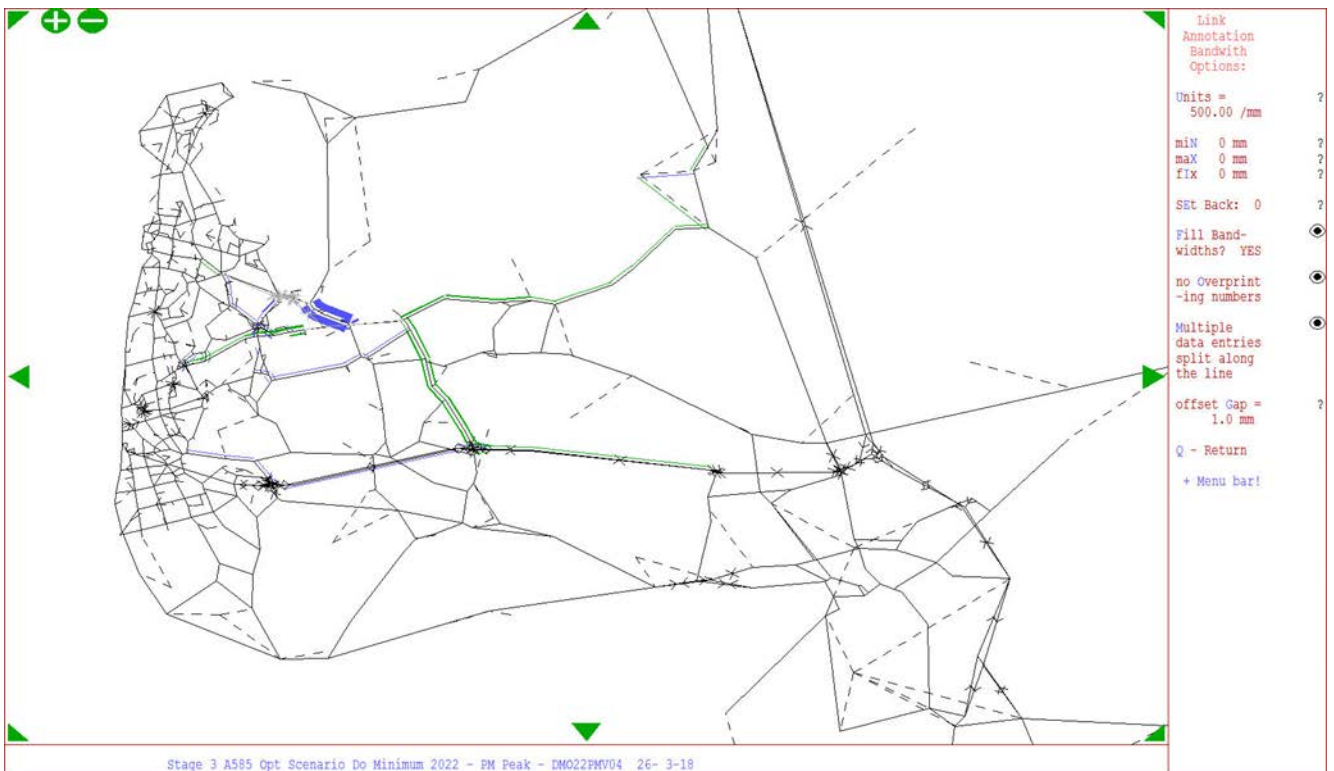 Link
Annotation
Bandwith
Options:
Units = ?
500.00 /mm
miN 0 mm ?
maX 0 mm ?
fIx 0 mm ?
SEt Back: 0 ?
Fill Band-
widths? YES
no Overprint
-ing numbers
Multiple
data entries
split along
the line
offset Gap = ?
1.0 mm
Q - Return
+ Menu bar!
Stage 3 A585 Opt Scenario Do Minimum 2022 - PM Peak - DMO22PMV04 26- 3-18